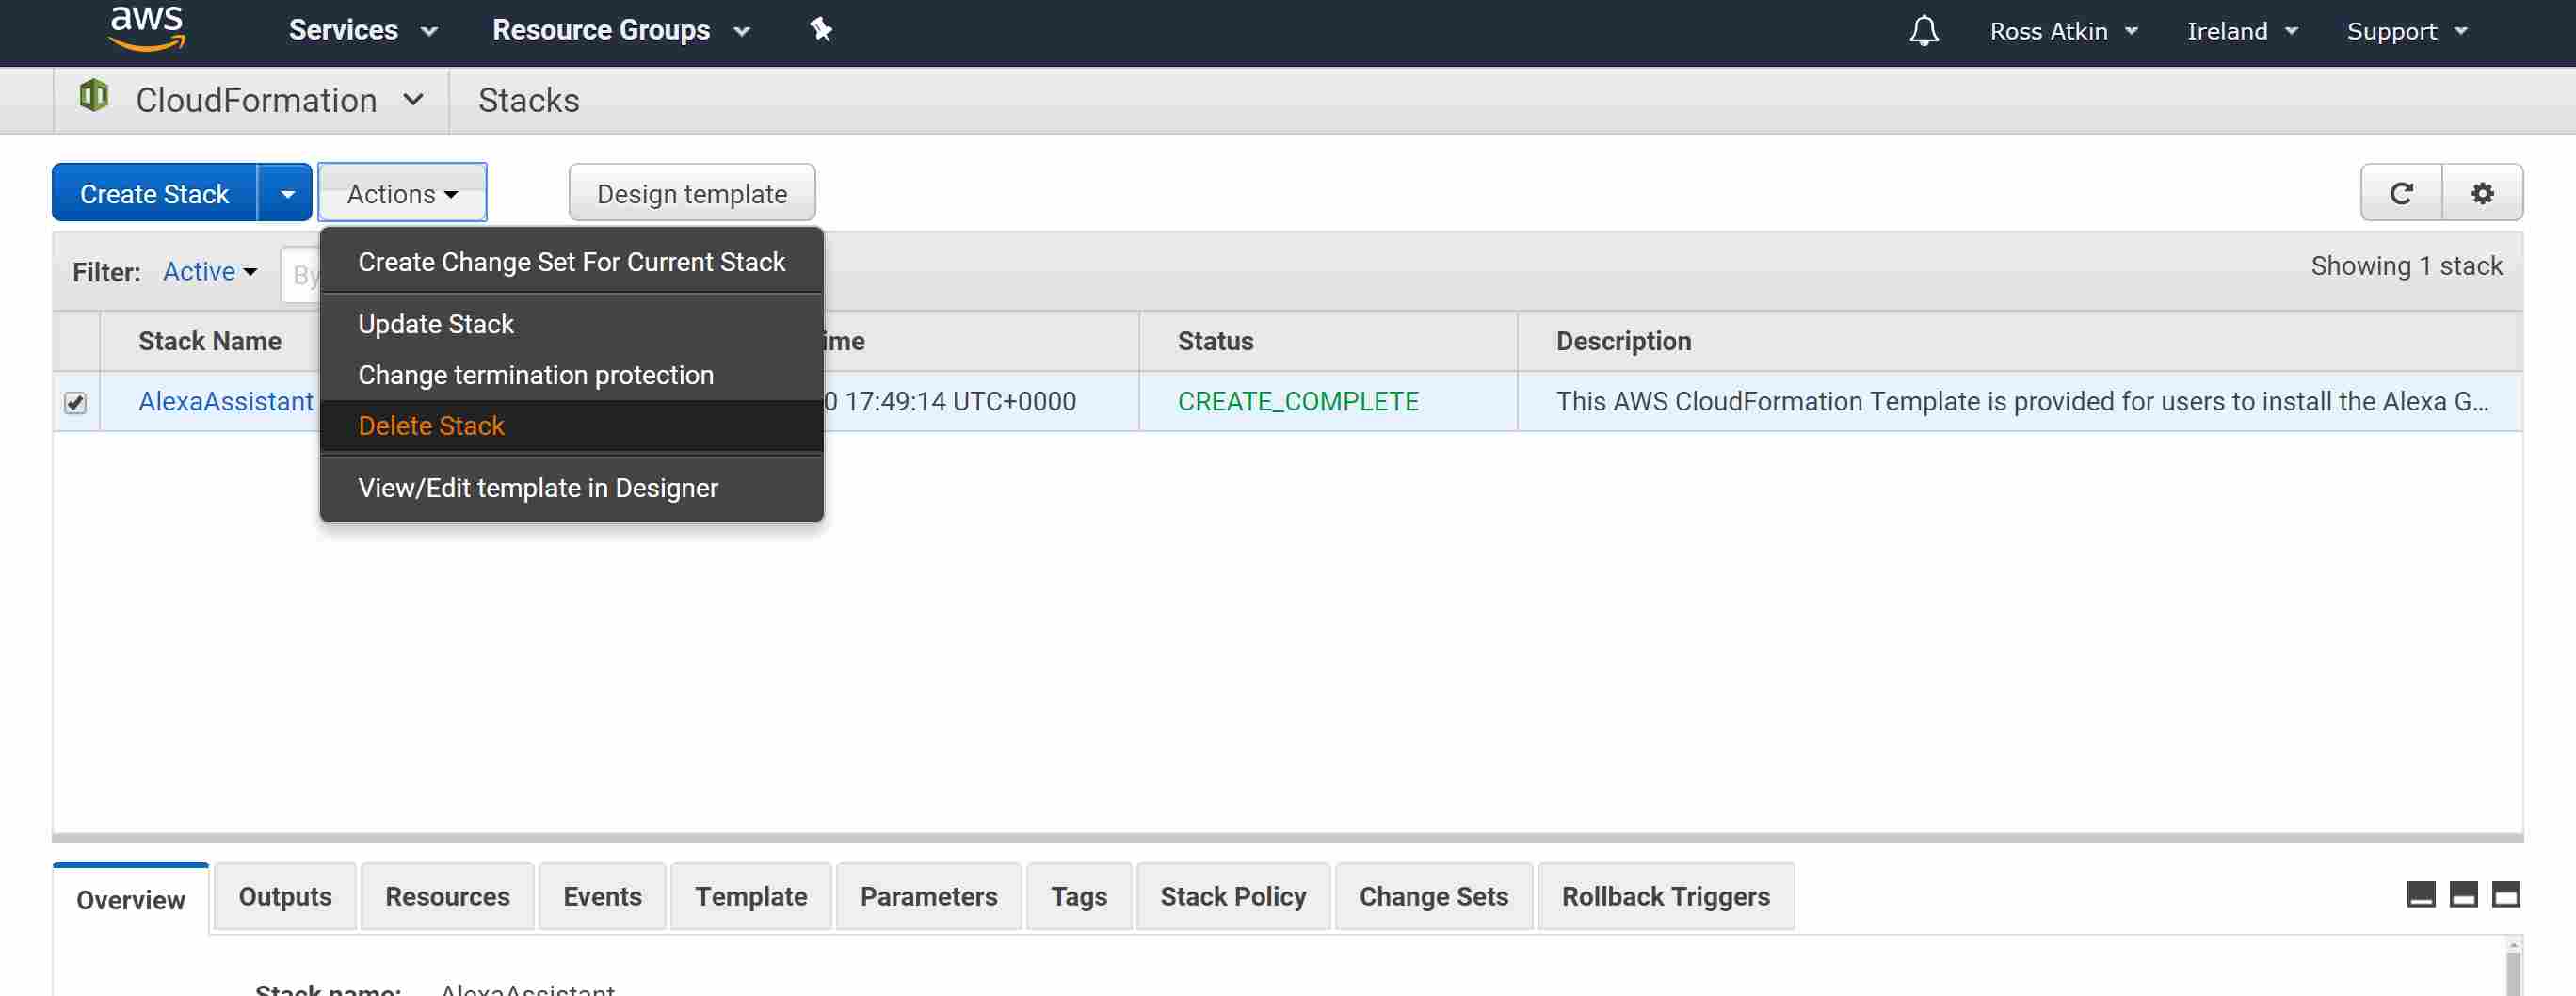 aws Services Resource Groups Ross Atkin Ireland Support
CloudFormation Stacks
Create Stack Actions Design template
Filter: Active By Showing 1 stack
Create Change Set For Current Stack
Update Stack
Change termination protection
Delete Stack
View/Edit template in Designer
Stack Name ime Status Description
AlexaAssistant 0 17:49:14 UTC+0000 CREATE_COMPLETE This AWS CloudFormation Template is provided for users to install the Alexa G...
Overview Outputs Resources Events Template Parameters Tags Stack Policy Change Sets Rollback Triggers
Stack name: AlexaAssistant